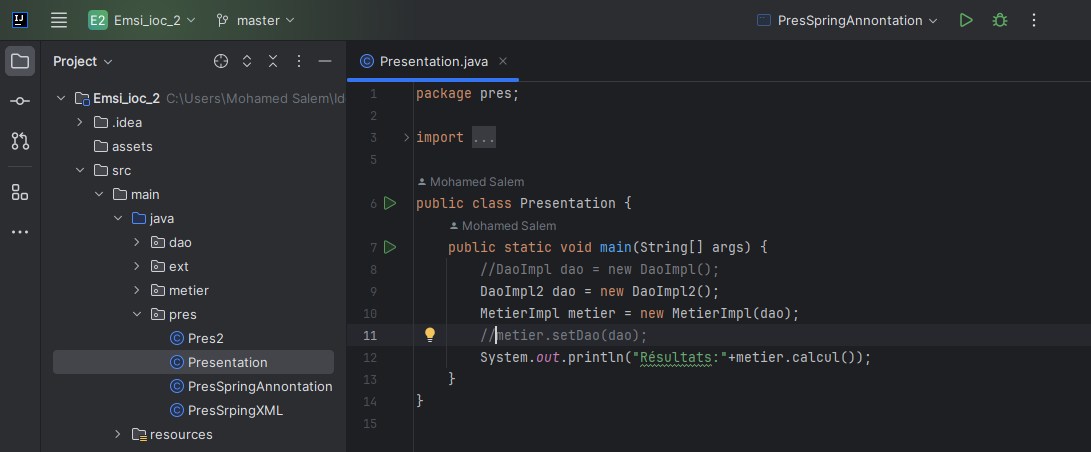 IJ E2 Emsi_ioc_2 master PresSpringAnnontation
Project
Presentation.java
Emsi_ioc_2 C:\Users\Mohamed Salem\Id
.idea
assets
src
main
java
dao
ext
metier
pres
Pres2
Presentation
PresSpringAnnontation
PresSrpingXML
resources
1 package pres;
2
3 import ...
5
Mohamed Salem
6 public class Presentation {
Mohamed Salem
7 public static void main(String[] args) {
8 //DaoImpl dao = new DaoImpl();
9 DaoImpl2 dao = new DaoImpl2();
10 MetierImpl metier = new MetierImpl(dao);
11 //metier.setDao(dao);
12 System.out.println("Résultats:"+metier.calcul());
13 }
14 }
15